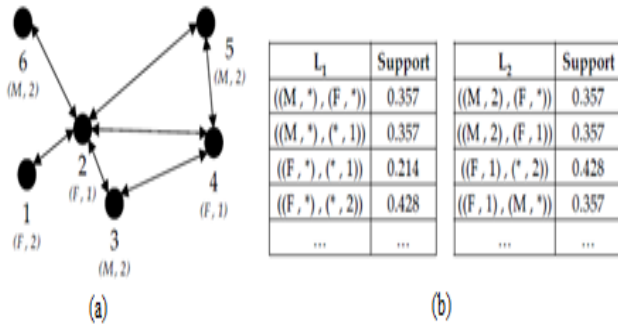 6
(M, 2)
5
(M, 2)
2
(F, 1)
4
(F, 1)
1
(F, 2)
3
(M, 2)
(a)
L1 Support
((M, *), (F, *)) 0.357
((M, *), (*, 1)) 0.357
((F, *), (*, 1)) 0.214
((F, *), (*, 2)) 0.428
... ...
L2 Support
((M, 2), (F, *)) 0.357
((M, 2), (F, 1)) 0.357
((F, 1), (*, 2)) 0.428
((F, 1), (M, *)) 0.357
... ...
(b)